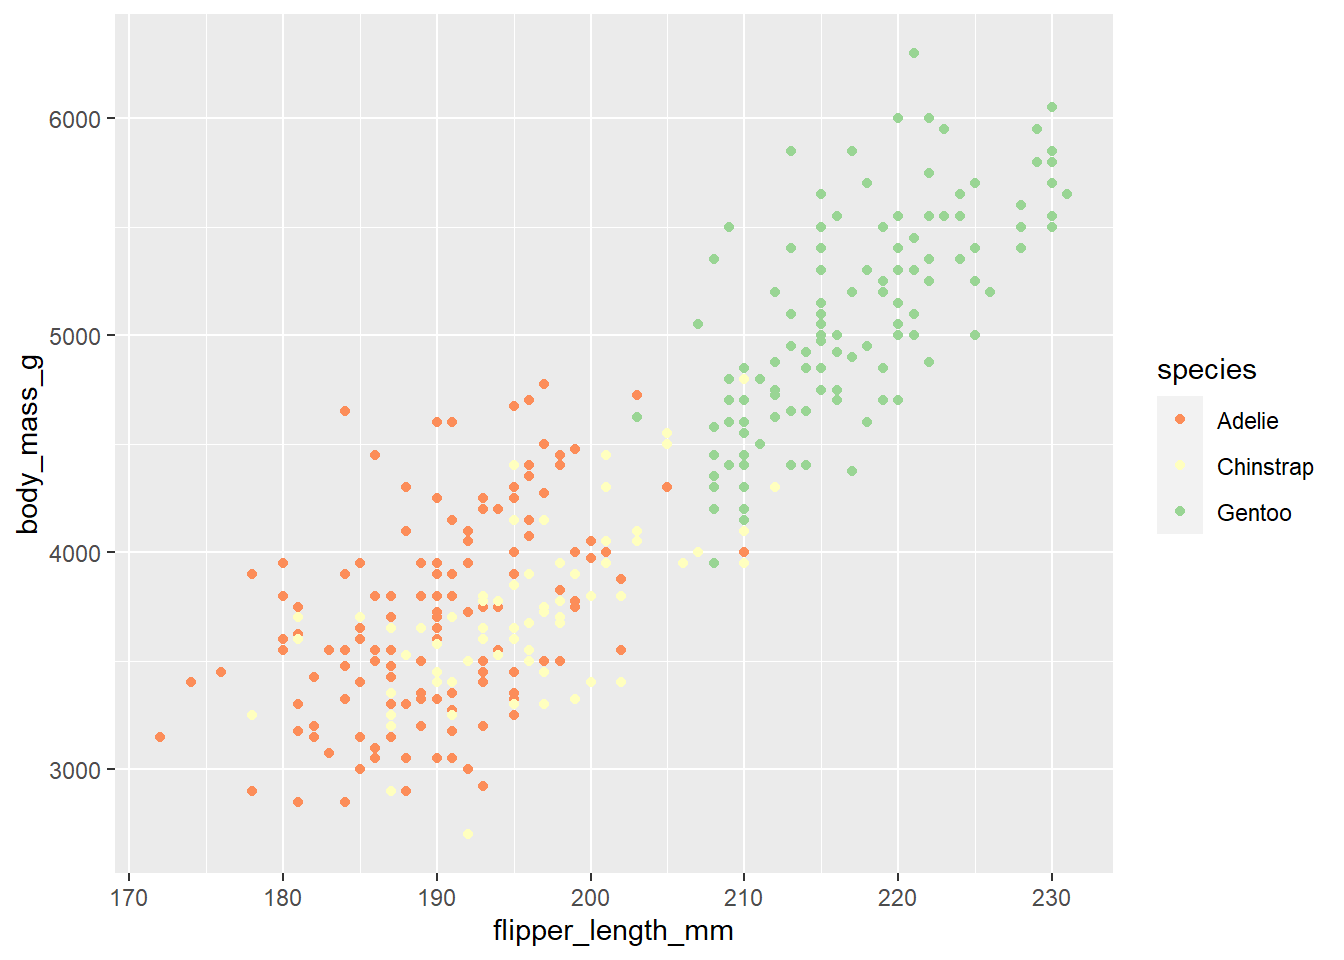 6000
5000
4000
3000
body_mass_g
170 180 190 200 210 220 230
flipper_length_mm
species
Adelie
Chinstrap
Gentoo